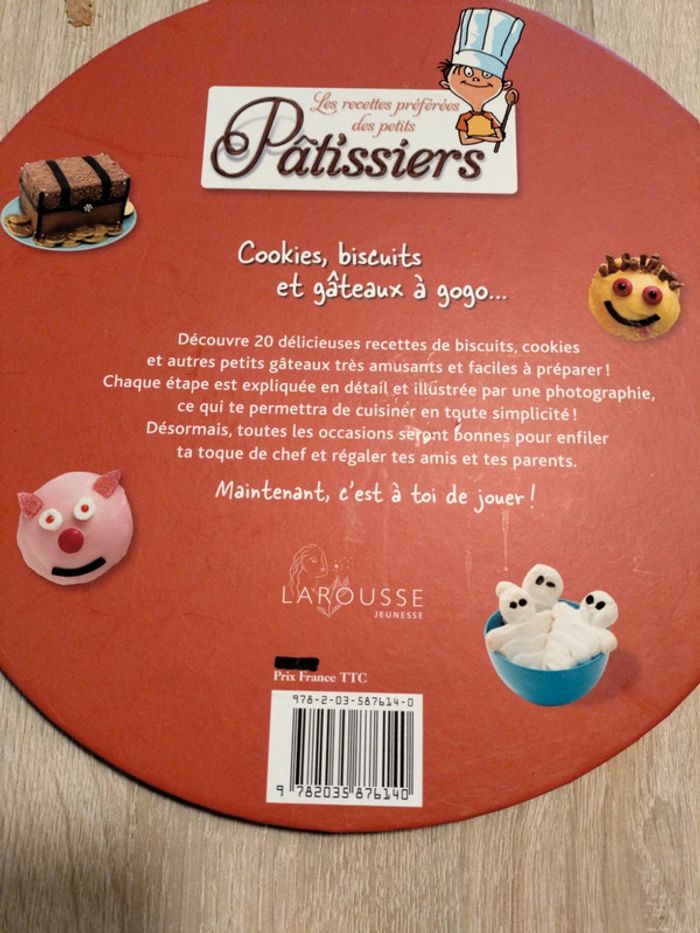 Les recettes préférées
des petits
Pâtissiers
Cookies, biscuits
et gâteaux à gogo...
Découvre 20 délicieuses recettes de biscuits, cookies
et autres petits gâteaux très amusants et faciles à préparer !
Chaque étape est expliquée en détail et illustrée par une photographie,
ce qui te permettra de cuisiner en toute simplicité !
Désormais, toutes les occasions seront bonnes pour enfiler
ta toque de chef et régaler tes amis et tes parents.
Maintenant, c'est à toi de jouer !
LAROUSSE
JEUNESSE
Prix France TTC
978-2-03-587614-0
9 782035 876140